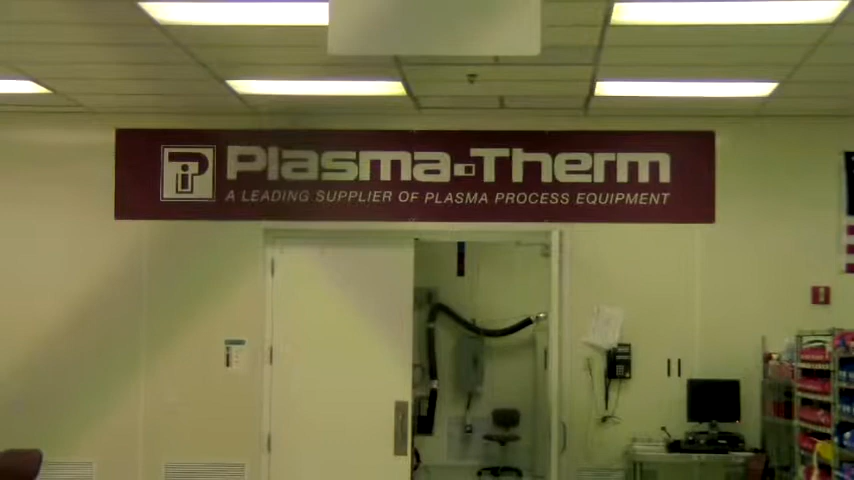 Plasma-Therm
A LEADING SUPPLIER OF PLASMA PROCESS EQUIPMENT